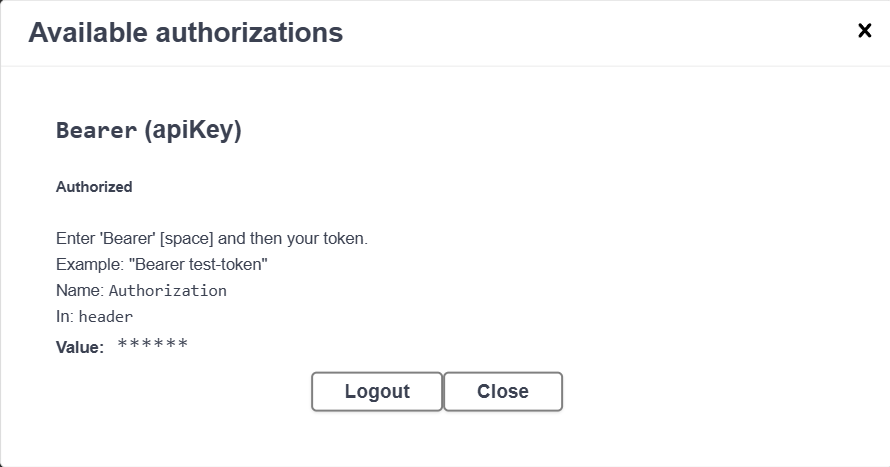 Available authorizations
Bearer (apiKey)
Authorized
Enter 'Bearer' [space] and then your token.
Example: "Bearer test-token"
Name: Authorization
In: header
Value: ******
Logout Close